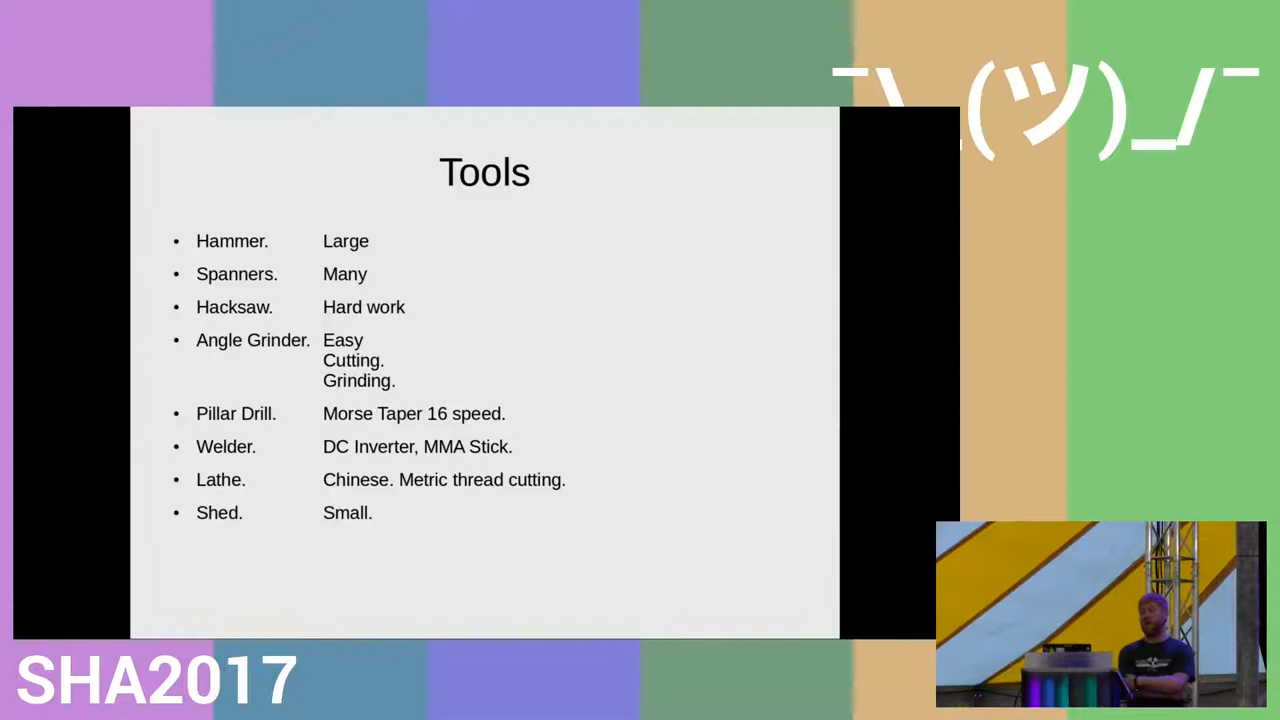 ¯\_(ツ)_/¯
Tools
• Hammer. Large
• Spanners. Many
• Hacksaw. Hard work
• Angle Grinder. Easy
Cutting.
Grinding.
• Pillar Drill. Morse Taper 16 speed.
• Welder. DC Inverter, MMA Stick.
• Lathe. Chinese. Metric thread cutting.
• Shed. Small.
SHA2017